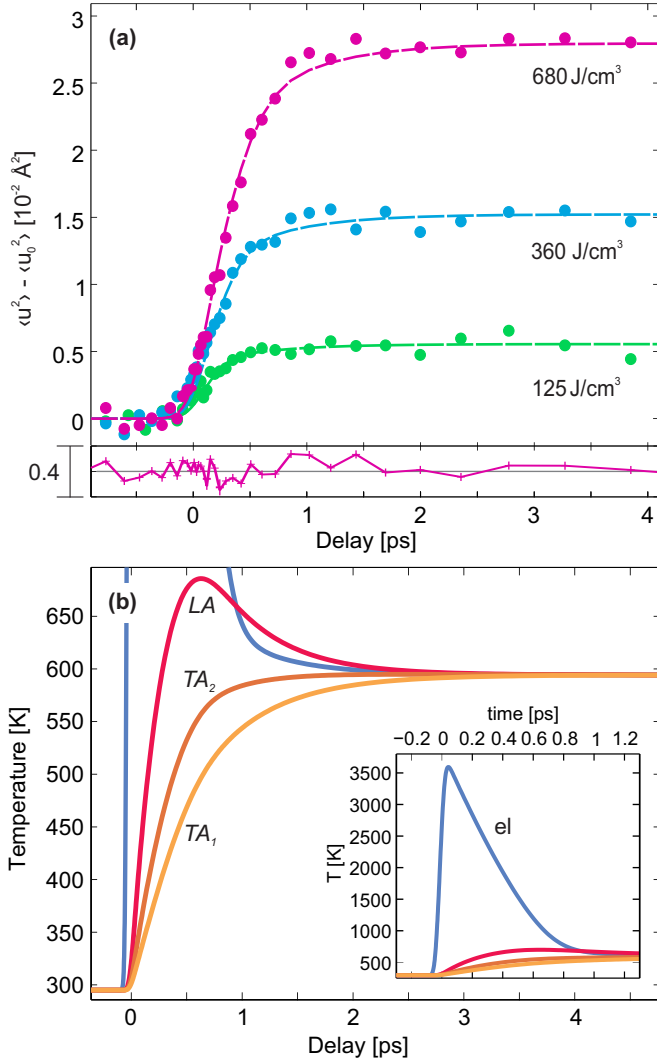 (a)
3
2.5
2
1.5
1
0.5
0
⟨u²⟩ - ⟨u₀²⟩ [10⁻² Å²]
680 J/cm³
360 J/cm³
125 J/cm³
0.4
0 1 2 3 4
Delay [ps]
(b)
650
600
550
500
450
400
350
300
Temperature [K]
LA
TA₂
TA₁
time [ps]
−0.2 0 0.2 0.4 0.6 0.8 1 1.2
3500
3000
2500
2000
1500
1000
500
T [K]
el
0 1 2 3 4
Delay [ps]